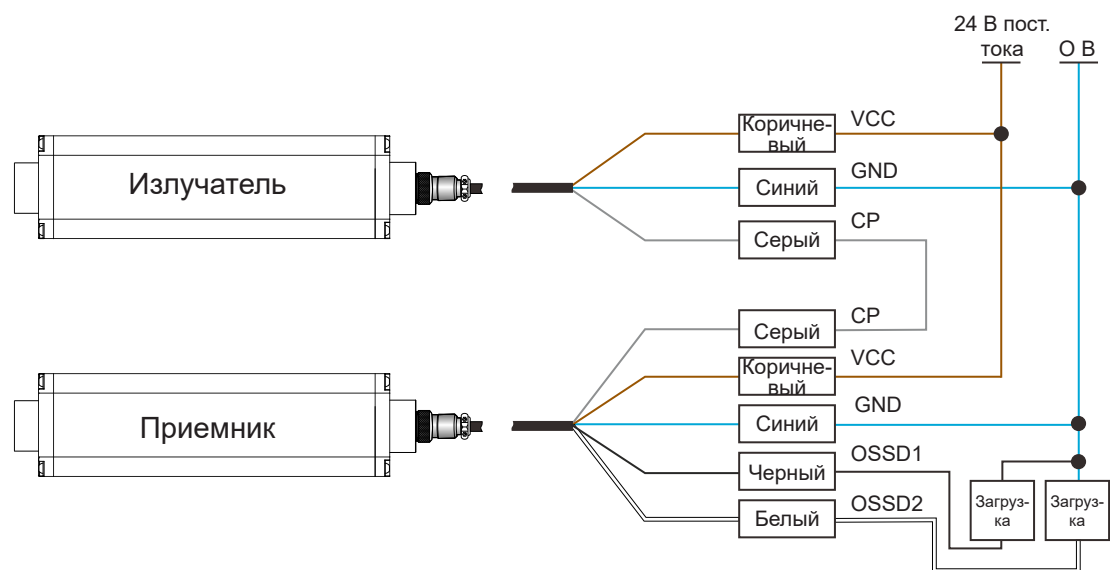 24 В пост.
тока
О В
Коричне-
вый
VCC
Излучатель
Синий
GND
Серый
CP
Серый
CP
Коричне-
вый
VCC
Приемник
Синий
GND
Черный
OSSD1
Белый
OSSD2
Загруз-
ка
Загруз-
ка